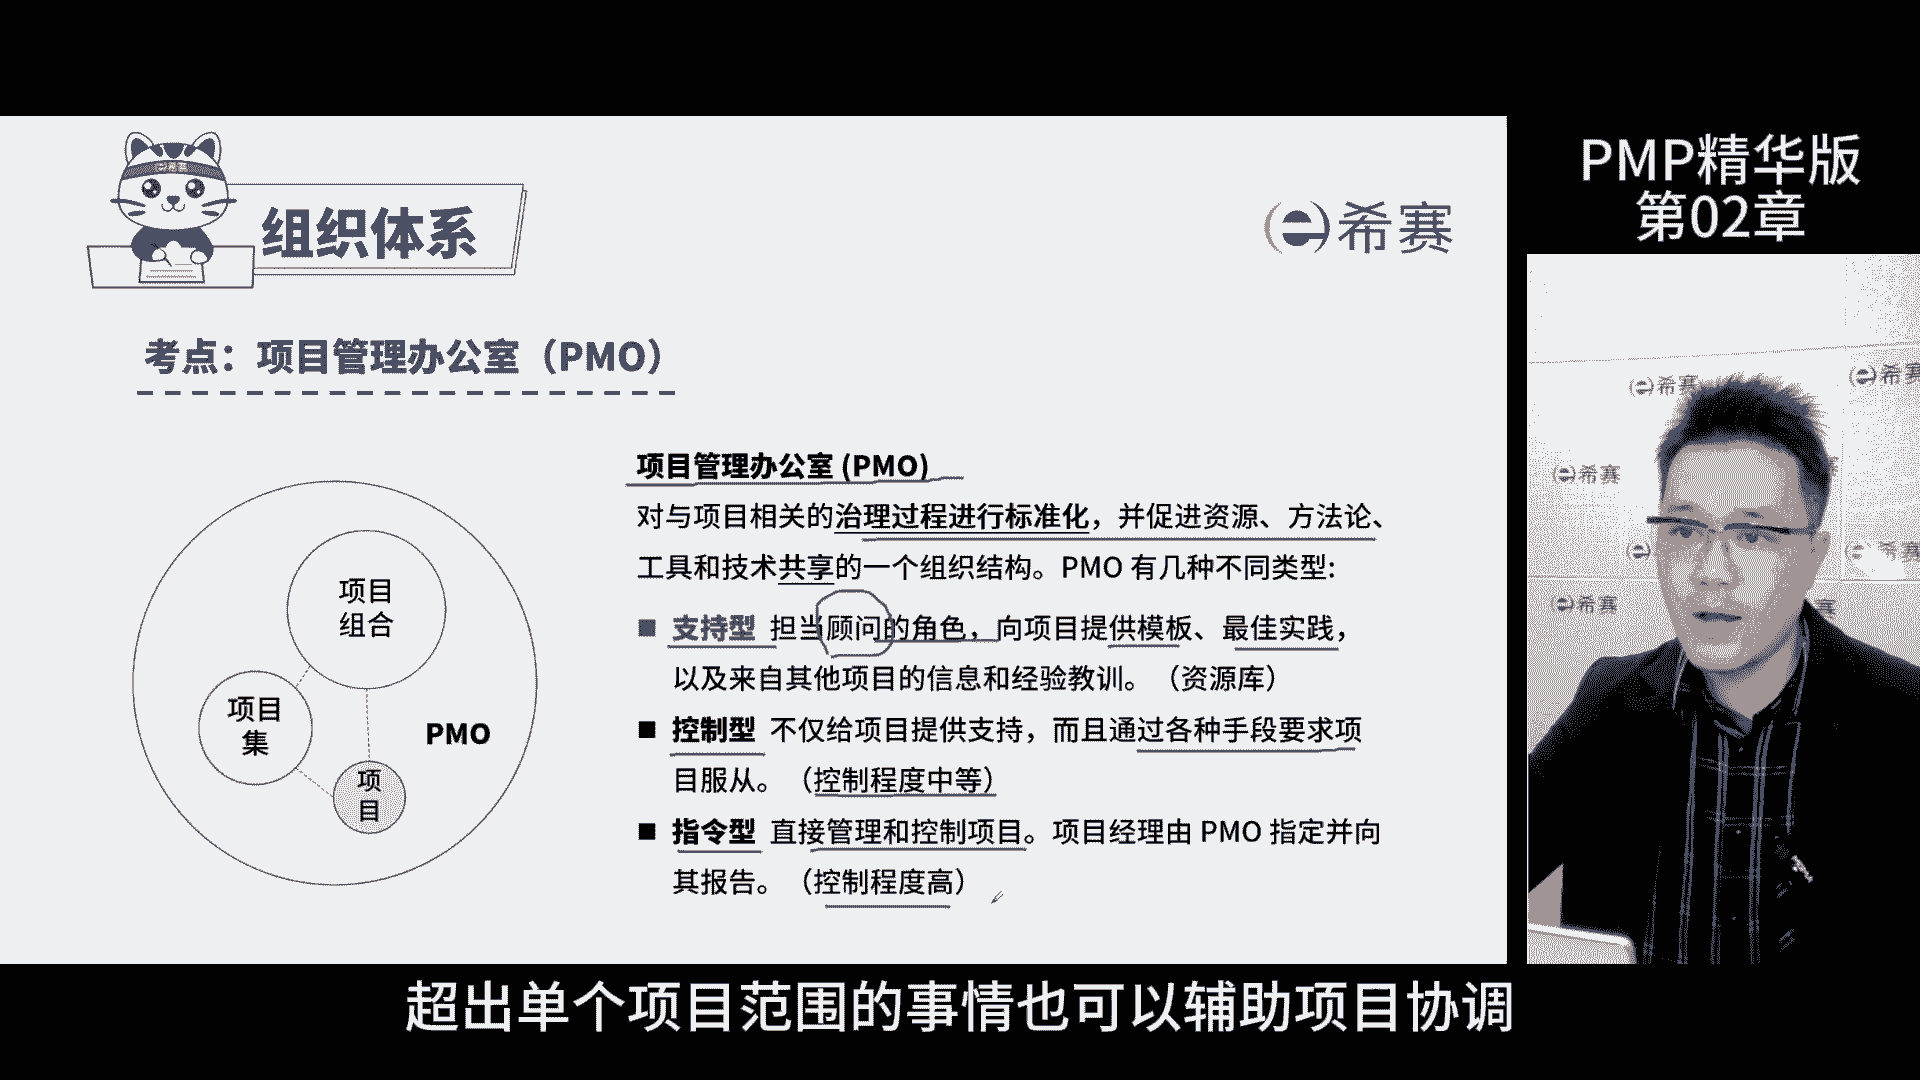 PMP精华版
第02章
e希赛
组织体系
e希赛
考点：项目管理办公室（PMO）
项目
组合
项目
集
项
目
PMO
项目管理办公室 (PMO)
对与项目相关的治理过程进行标准化，并促进资源、方法论、
工具和技术共享的一个组织结构。PMO 有几种不同类型:
■ 支持型 担当顾问的角色，向项目提供模板、最佳实践，
以及来自其他项目的信息和经验教训。（资源库）
■ 控制型 不仅给项目提供支持，而且通过各种手段要求项
目服从。（控制程度中等）
■ 指令型 直接管理和控制项目。项目经理由 PMO 指定并向
其报告。（控制程度高）
e希赛
e希赛
e希赛
e希赛
e希赛
超出单个项目范围的事情也可以辅助项目协调